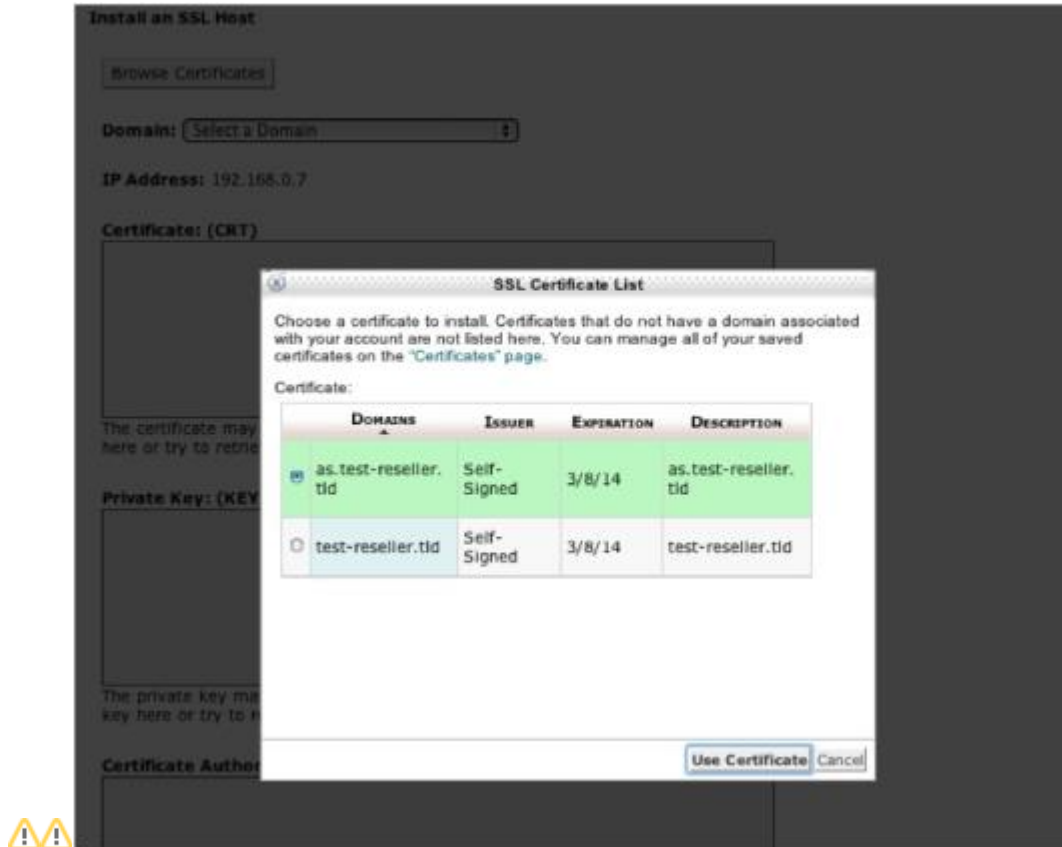 Install an SSL Host
Browse Certificates
Domain: Select a Domain
IP Address: 192.168.0.7
Certificate: (CRT)
SSL Certificate List
Choose a certificate to install. Certificates that do not have a domain associated
with your account are not listed here. You can manage all of your saved
certificates on the "Certificates" page.
Certificate:
DOMAINS ISSUER EXPIRATION DESCRIPTION
as.test-reseller. Self- 3/8/14 as.test-reseller.
tld Signed tld
test-reseller.tld Self- 3/8/14 test-reseller.tld
Signed
The certificate may
here or try to retrie
Private Key: (KEY
The private key ma
key here or try to r
Certificate Author
Use Certificate Cancel